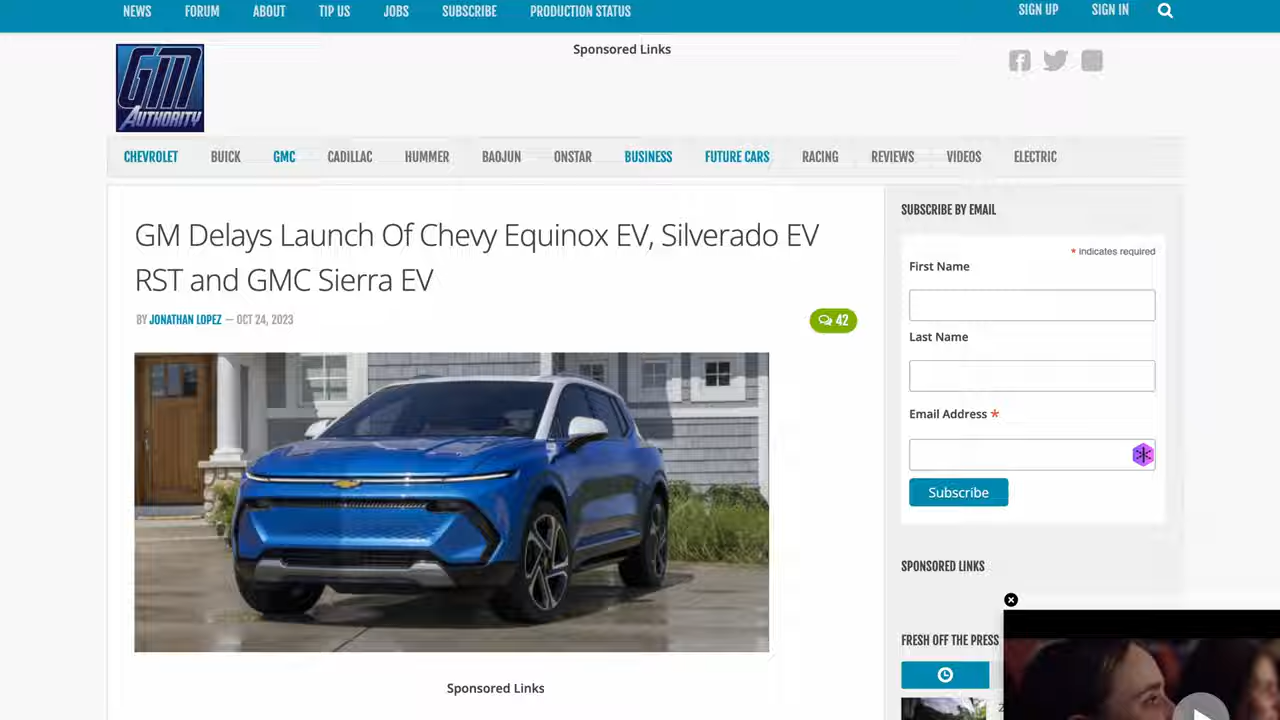 NEWS FORUM ABOUT TIP US JOBS SUBSCRIBE PRODUCTION STATUS SIGN UP SIGN IN
Sponsored Links
GM
AUTHORITY
CHEVROLET BUICK GMC CADILLAC HUMMER BAOJUN ONSTAR BUSINESS FUTURE CARS RACING REVIEWS VIDEOS ELECTRIC
GM Delays Launch Of Chevy Equinox EV, Silverado EV
RST and GMC Sierra EV
BY JONATHAN LOPEZ — OCT 24, 2023
42
Sponsored Links
SUBSCRIBE BY EMAIL
* indicates required
First Name
Last Name
Email Address *
Subscribe
SPONSORED LINKS
FRESH OFF THE PRESS